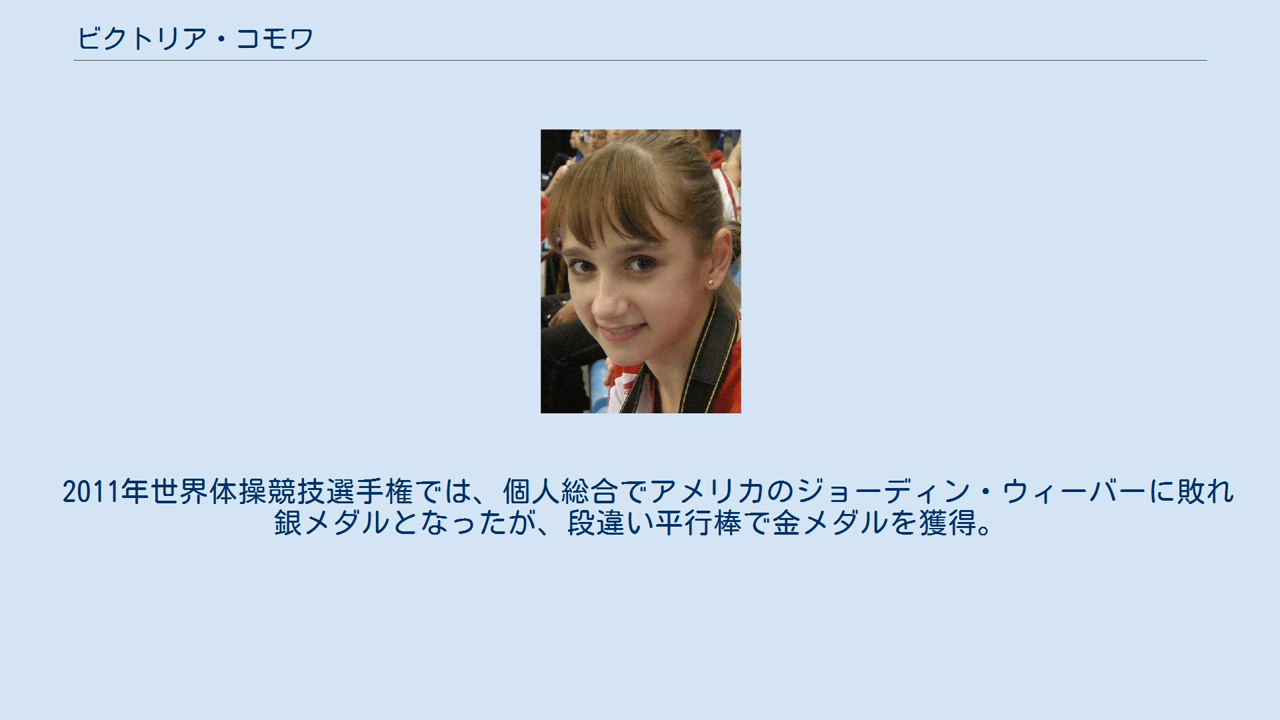 ビクトリア・コモワ
2011年世界体操競技選手権では、個人総合でアメリカのジョーディン・ウィーバーに敗れ
銀メダルとなったが、段違い平行棒で金メダルを獲得。